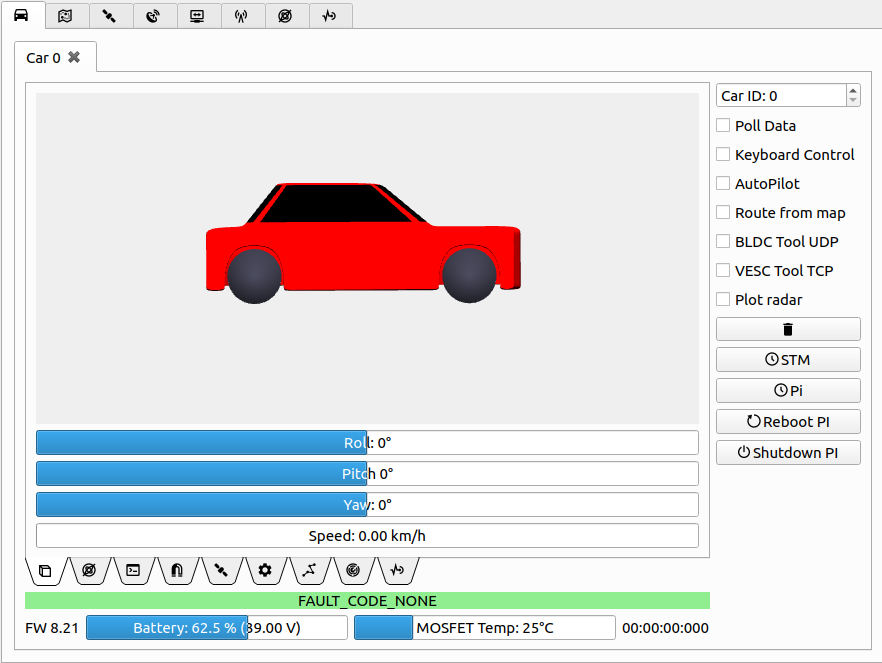 Car 0
Car ID: 0
Poll Data
Keyboard Control
AutoPilot
Route from map
BLDC Tool UDP
VESC Tool TCP
Plot radar
STM
Pi
Reboot PI
Shutdown PI
Roll: 0°
Pitch 0°
Yaw: 0°
Speed: 0.00 km/h
FAULT_CODE_NONE
FW 8.21 Battery: 62.5 % (39.00 V) MOSFET Temp: 25°C 00:00:00:000